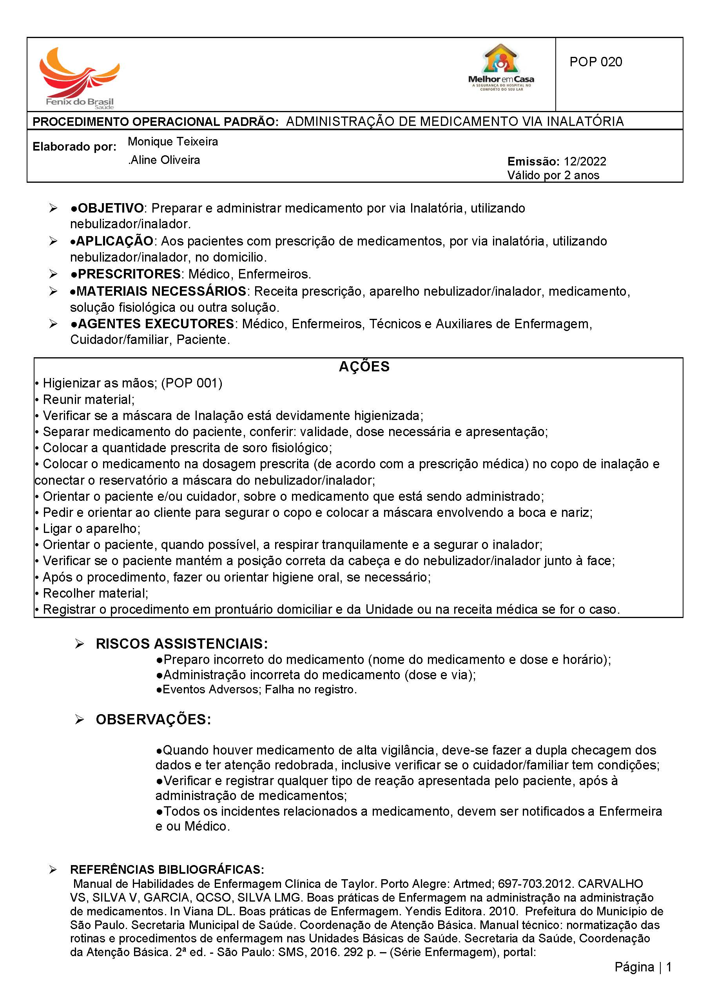 Fenix do Brasil
Saúde
Melhor em Casa
A SEGURANÇA DO HOSPITAL NO
CONFORTO DO SEU LAR
POP 020
PROCEDIMENTO OPERACIONAL PADRÃO: ADMINISTRAÇÃO DE MEDICAMENTO VIA INALATÓRIA
Elaborado por: Monique Teixeira
.Aline Oliveira
Emissão: 12/2022
Válido por 2 anos
➢ ●OBJETIVO: Preparar e administrar medicamento por via Inalatória, utilizando
nebulizador/inalador.
➢ ●APLICAÇÃO: Aos pacientes com prescrição de medicamentos, por via inalatória, utilizando
nebulizador/inalador, no domicilio.
➢ ●PRESCRITORES: Médico, Enfermeiros.
➢ ●MATERIAIS NECESSÁRIOS: Receita prescrição, aparelho nebulizador/inalador, medicamento,
solução fisiológica ou outra solução.
➢ ●AGENTES EXECUTORES: Médico, Enfermeiros, Técnicos e Auxiliares de Enfermagem,
Cuidador/familiar, Paciente.
AÇÕES
• Higienizar as mãos; (POP 001)
• Reunir material;
• Verificar se a máscara de Inalação está devidamente higienizada;
• Separar medicamento do paciente, conferir: validade, dose necessária e apresentação;
• Colocar a quantidade prescrita de soro fisiológico;
• Colocar o medicamento na dosagem prescrita (de acordo com a prescrição médica) no copo de inalação e
conectar o reservatório a máscara do nebulizador/inalador;
• Orientar o paciente e/ou cuidador, sobre o medicamento que está sendo administrado;
• Pedir e orientar ao cliente para segurar o copo e colocar a máscara envolvendo a boca e nariz;
• Ligar o aparelho;
• Orientar o paciente, quando possível, a respirar tranquilamente e a segurar o inalador;
• Verificar se o paciente mantém a posição correta da cabeça e do nebulizador/inalador junto à face;
• Após o procedimento, fazer ou orientar higiene oral, se necessário;
• Recolher material;
• Registrar o procedimento em prontuário domiciliar e da Unidade ou na receita médica se for o caso.
➢ RISCOS ASSISTENCIAIS:
●Preparo incorreto do medicamento (nome do medicamento e dose e horário);
●Administração incorreta do medicamento (dose e via);
●Eventos Adversos; Falha no registro.
➢ OBSERVAÇÕES:
●Quando houver medicamento de alta vigilância, deve-se fazer a dupla checagem dos
dados e ter atenção redobrada, inclusive verificar se o cuidador/familiar tem condições;
●Verificar e registrar qualquer tipo de reação apresentada pelo paciente, após à
administração de medicamentos;
●Todos os incidentes relacionados a medicamento, devem ser notificados a Enfermeira
e ou Médico.
➢ REFERÊNCIAS BIBLIOGRÁFICAS:
Manual de Habilidades de Enfermagem Clínica de Taylor. Porto Alegre: Artmed; 697-703.2012. CARVALHO
VS, SILVA V, GARCIA, QCSO, SILVA LMG. Boas práticas de Enfermagem na administração na administração
de medicamentos. In Viana DL. Boas práticas de Enfermagem. Yendis Editora. 2010. Prefeitura do Município de
São Paulo. Secretaria Municipal de Saúde. Coordenação de Atenção Básica. Manual técnico: normatização das
rotinas e procedimentos de enfermagem nas Unidades Básicas de Saúde. Secretaria da Saúde, Coordenação
da Atenção Básica. 2ª ed. - São Paulo: SMS, 2016. 292 p. – (Série Enfermagem), portal:
Página | 1